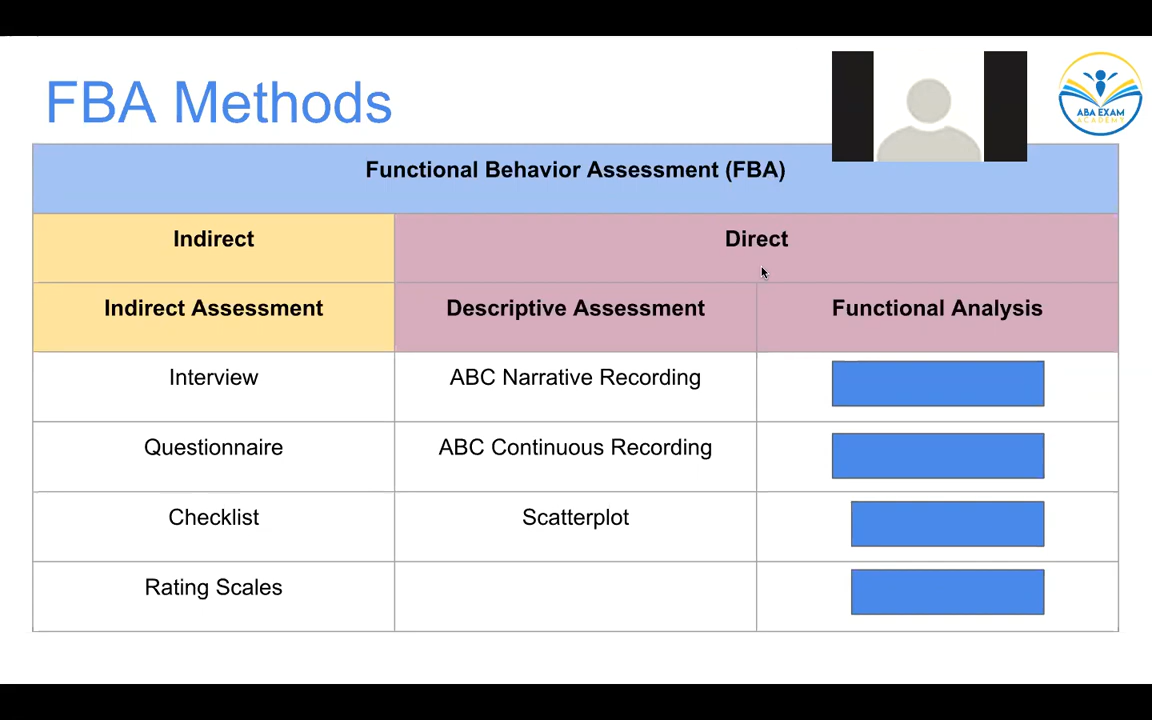 FBA Methods
ABA EXAM
ACADEMY
Functional Behavior Assessment (FBA)
Indirect
Direct
Indirect Assessment
Descriptive Assessment
Functional Analysis
Interview
ABC Narrative Recording
Questionnaire
ABC Continuous Recording
Checklist
Scatterplot
Rating Scales